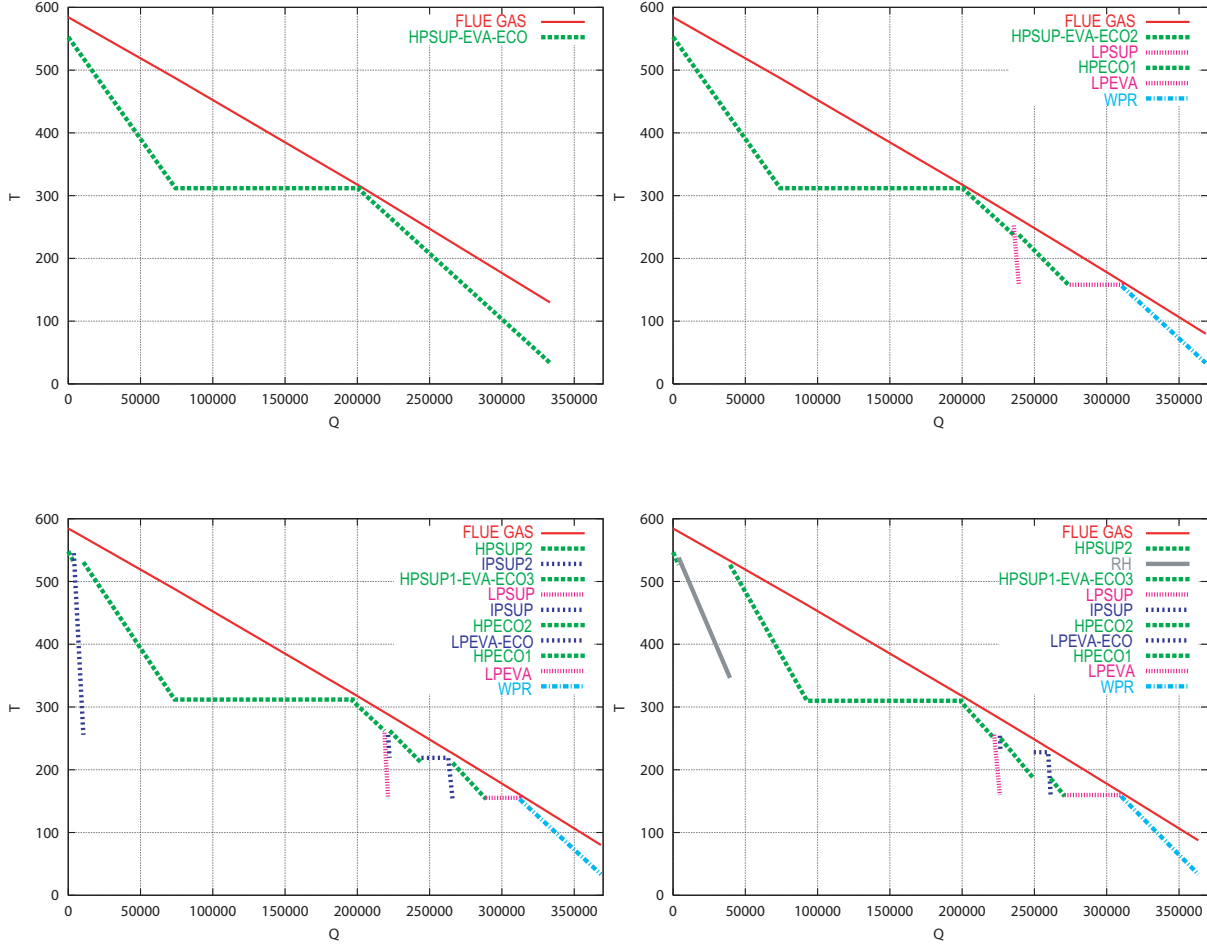 600
500
400
300
200
100
0
T
0 50000 100000 150000 200000 250000 300000 350000
Q
FLUE GAS
HPSUP-EVA-ECO
600
500
400
300
200
100
0
T
0 50000 100000 150000 200000 250000 300000 350000
Q
FLUE GAS
HPSUP-EVA-ECO2
LPSUP
HPECO1
LPEVA
WPR
600
500
400
300
200
100
0
T
0 50000 100000 150000 200000 250000 300000 350000
Q
FLUE GAS
HPSUP2
IPSUP2
HPSUP1-EVA-ECO3
LPSUP
IPSUP
HPECO2
LPEVA-ECO
HPECO1
LPEVA
WPR
600
500
400
300
200
100
0
T
0 50000 100000 150000 200000 250000 300000 350000
Q
FLUE GAS
HPSUP2
RH
HPSUP1-EVA-ECO3
LPSUP
IPSUP
HPECO2
LPEVA-ECO
HPECO1
LPEVA
WPR